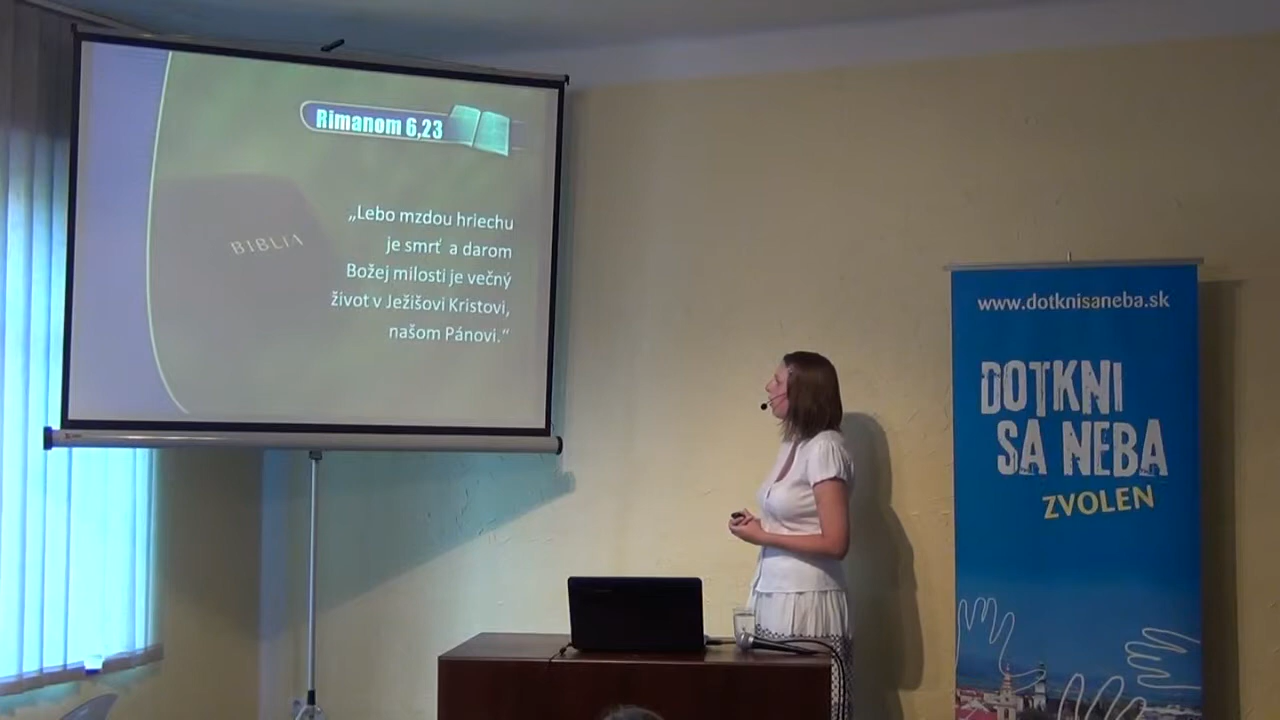 Rimanom 6,23
BIBLIA
„Lebo mzdou hriechu
je smrť a darom
Božej milosti je večný
život v Ježišovi Kristovi,
našom Pánovi.“
www.dotknisaneba.sk
DOTKNI
SA NEBA
ZVOLEN